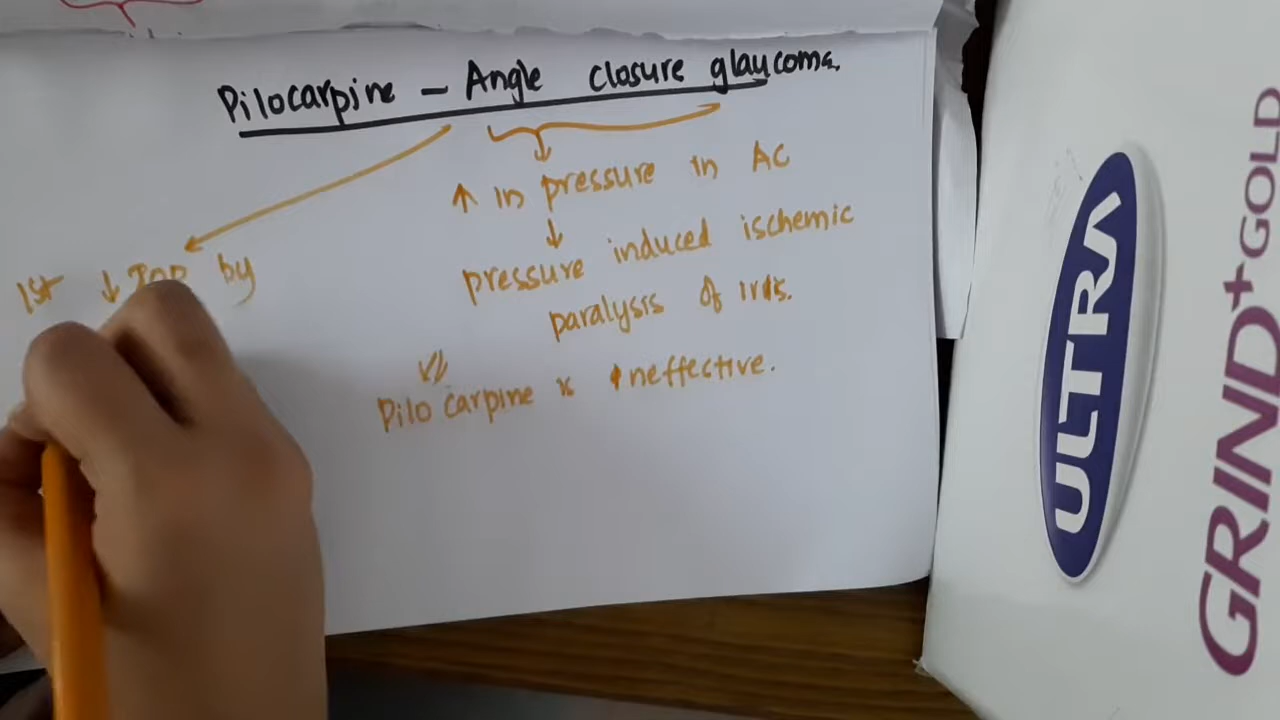 Pilocarpine – Angle closure glaucoma.
↑ in pressure in AC
↓
pressure induced ischemic
paralysis of iris.
Pilocarpine is ineffective.
1st ↓ IOP by
ULTRA
GRIND+GOLD